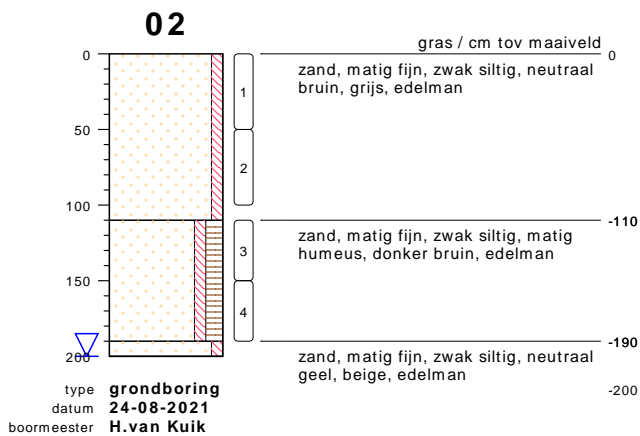 02
gras / cm tov maaiveld
0
0
zand, matig fijn, zwak siltig, neutraal
bruin, grijs, edelman
1
50
2
100
-110
zand, matig fijn, zwak siltig, matig
humeus, donker bruin, edelman
3
150
4
-190
200
zand, matig fijn, zwak siltig, neutraal
geel, beige, edelman
-200
type grondboring
datum 24-08-2021
boormeester H.van Kuik